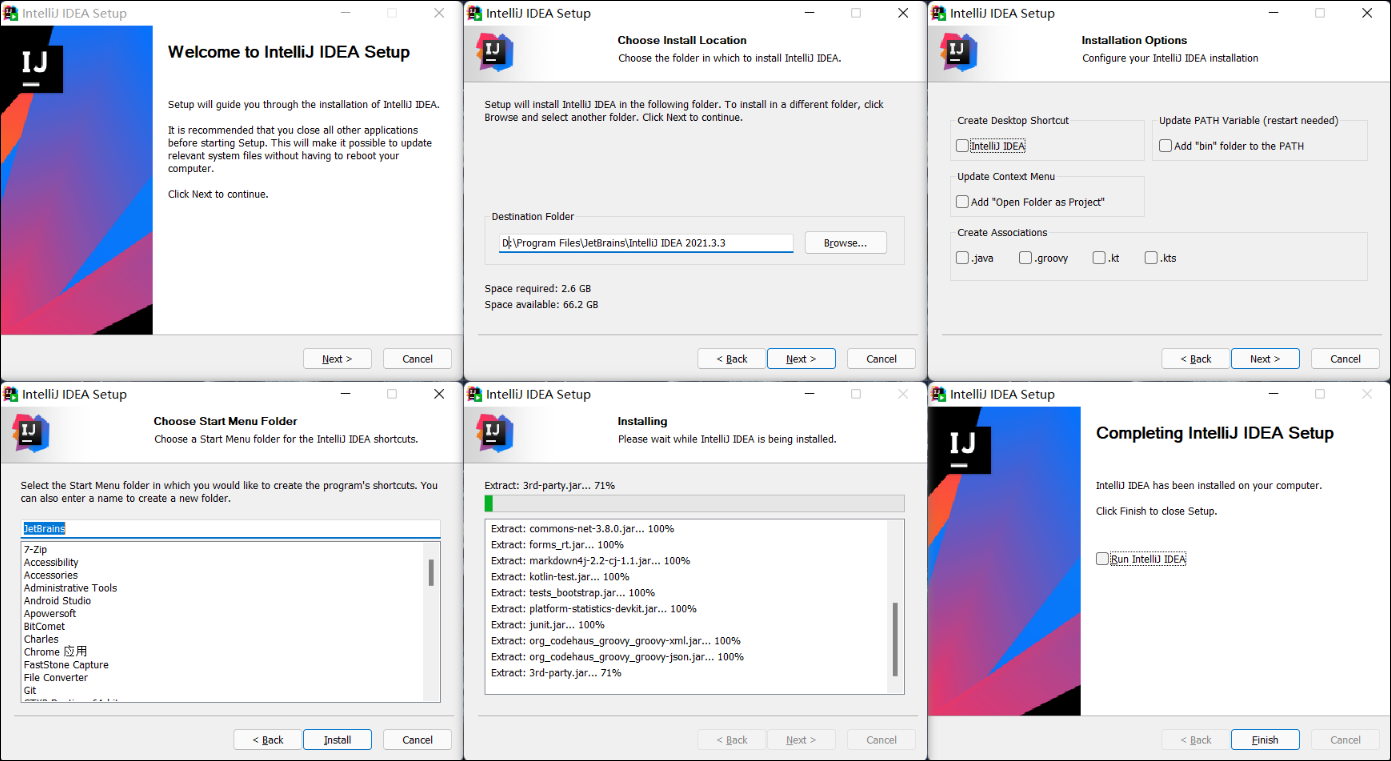 IntelliJ IDEA Setup
IJ
Welcome to IntelliJ IDEA Setup
Setup will guide you through the installation of IntelliJ IDEA.
It is recommended that you close all other applications
before starting Setup. This will make it possible to update
relevant system files without having to reboot your
computer.
Click Next to continue.
Next >
Cancel
IntelliJ IDEA Setup
IJ
Choose Install Location
Choose the folder in which to install IntelliJ IDEA.
Setup will install IntelliJ IDEA in the following folder. To install in a different folder, click
Browse and select another folder. Click Next to continue.
Destination Folder
D:\Program Files\JetBrains\IntelliJ IDEA 2021.3.3
Browse...
Space required: 2.6 GB
Space available: 66.2 GB
< Back
Next >
Cancel
IntelliJ IDEA Setup
IJ
Installation Options
Configure your IntelliJ IDEA installation
Create Desktop Shortcut
IntelliJ IDEA
Update PATH Variable (restart needed)
Add "bin" folder to the PATH
Update Context Menu
Add "Open Folder as Project"
Create Associations
.java
.groovy
.kt
.kts
< Back
Next >
Cancel
IntelliJ IDEA Setup
IJ
Choose Start Menu Folder
Choose a Start Menu folder for the IntelliJ IDEA shortcuts.
Select the Start Menu folder in which you would like to create the program's shortcuts. You
can also enter a name to create a new folder.
JetBrains
7-Zip
Accessibility
Accessories
Administrative Tools
Android Studio
Apowersoft
BitComet
Charles
Chrome 应用
FastStone Capture
File Converter
Git
< Back
Install
Cancel
IntelliJ IDEA Setup
IJ
Installing
Please wait while IntelliJ IDEA is being installed.
Extract: 3rd-party.jar... 71%
Extract: commons-net-3.8.0.jar... 100%
Extract: forms_rt.jar... 100%
Extract: markdown4j-2.2-cj-1.1.jar... 100%
Extract: kotlin-test.jar... 100%
Extract: tests_bootstrap.jar... 100%
Extract: platform-statistics-devkit.jar... 100%
Extract: junit.jar... 100%
Extract: org_codehaus_groovy_groovy-xml.jar... 100%
Extract: org_codehaus_groovy_groovy-json.jar... 100%
Extract: 3rd-party.jar... 71%
< Back
Next >
Cancel
IntelliJ IDEA Setup
IJ
Completing IntelliJ IDEA Setup
IntelliJ IDEA has been installed on your computer.
Click Finish to close Setup.
Run IntelliJ IDEA
< Back
Finish
Cancel